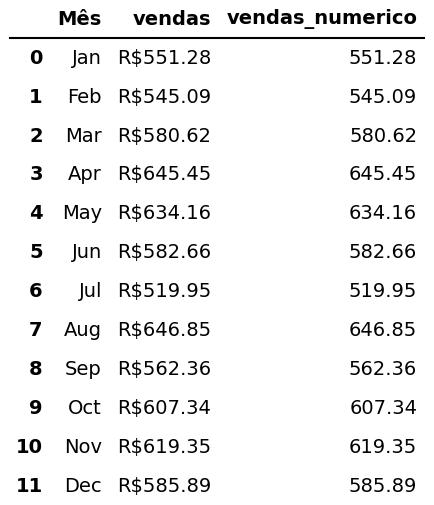 Mês vendas vendas_numerico
0 Jan R$551.28 551.28
1 Feb R$545.09 545.09
2 Mar R$580.62 580.62
3 Apr R$645.45 645.45
4 May R$634.16 634.16
5 Jun R$582.66 582.66
6 Jul R$519.95 519.95
7 Aug R$646.85 646.85
8 Sep R$562.36 562.36
9 Oct R$607.34 607.34
10 Nov R$619.35 619.35
11 Dec R$585.89 585.89